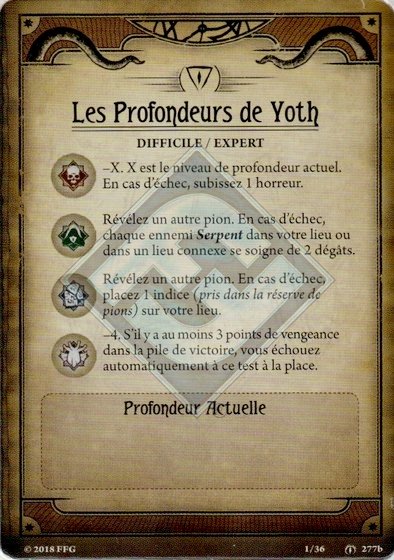 Les Profondeurs de Yoth
DIFFICILE / EXPERT
–X. X est le niveau de profondeur actuel.
En cas d'échec, subissez 1 horreur.
Révélez un autre pion. En cas d'échec,
chaque ennemi Serpent dans votre lieu ou
dans un lieu connexe se soigne de 2 dégâts.
Révélez un autre pion. En cas d'échec,
placez 1 indice (pris dans la réserve de
pions) sur votre lieu.
–4. S'il y a au moins 3 points de vengeance
dans la pile de victoire, vous échouez
automatiquement à ce test à la place.
Profondeur Actuelle
© 2018 FFG
1/36
277b